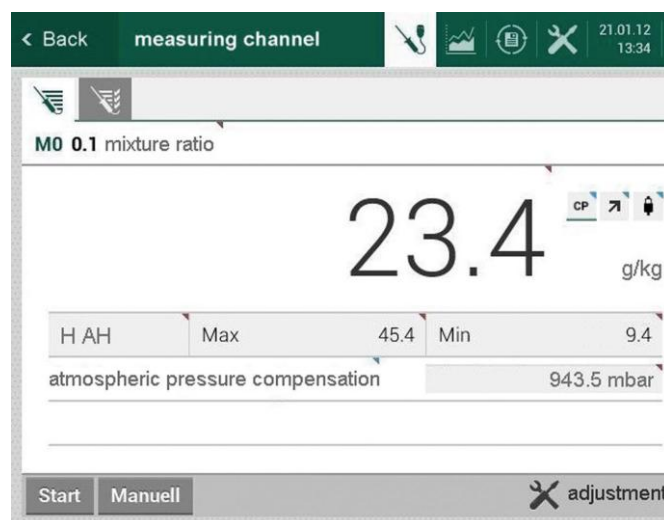 < Back measuring channel 21.01.12
13:34
M0 0.1 mixture ratio
23.4
CP
g/kg
H AH Max 45.4 Min 9.4
atmospheric pressure compensation 943.5 mbar
Start Manuell adjustment